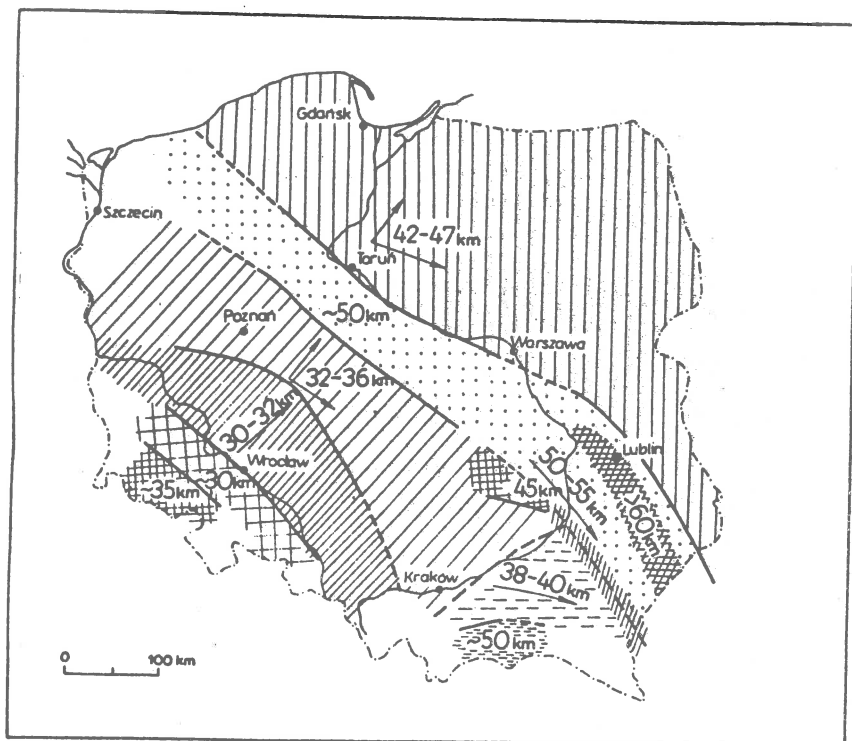 Gdańsk
Szczecin
42-47 km
Toruń
~50 km
Poznań
Warszawa
32-36 km
30-32 km
Wrocław
~30 km
~35 km
Lublin
50-55 km
45 km
>60 km
Kraków
38-40 km
~50 km
0 100 km